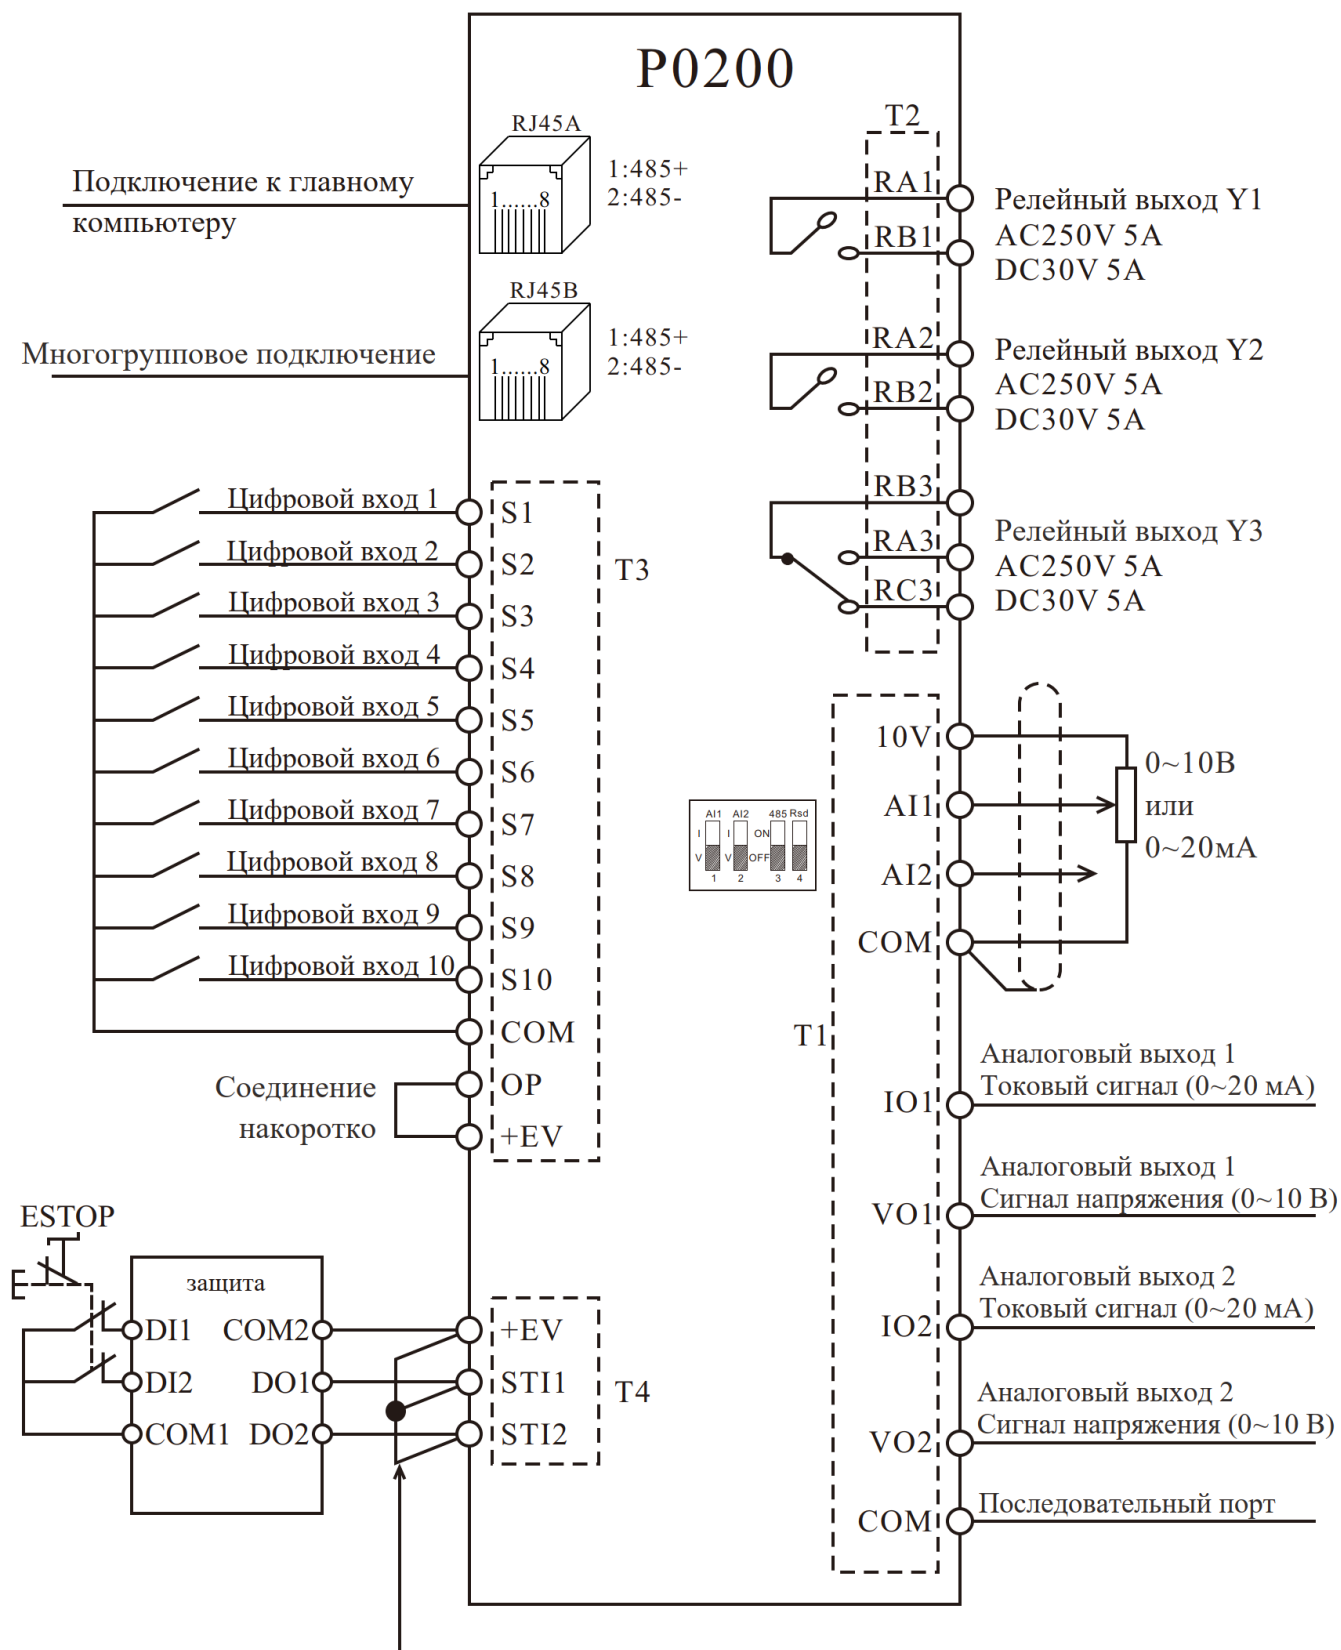 P0200
RJ45A
1......8
1:485+
2:485-
Подключение к главному
компьютеру
RJ45B
1......8
1:485+
2:485-
Многогрупповое подключение
T2
RA1
RB1
Релейный выход Y1
AC250V 5A
DC30V 5A
RA2
RB2
Релейный выход Y2
AC250V 5A
DC30V 5A
RB3
RA3
RC3
Релейный выход Y3
AC250V 5A
DC30V 5A
Цифровой вход 1
S1
Цифровой вход 2
S2
T3
Цифровой вход 3
S3
Цифровой вход 4
S4
Цифровой вход 5
S5
Цифровой вход 6
S6
Цифровой вход 7
S7
Цифровой вход 8
S8
Цифровой вход 9
S9
Цифровой вход 10
S10
COM
OP
+EV
Соединение
накоротко
AI1 AI2 485 Rsd
I I ON
V V OFF
1 2 3 4
10V
AI1
AI2
COM
0~10В
или
0~20мА
T1
Аналоговый выход 1
Токовый сигнал (0~20 мА)
IO1
Аналоговый выход 1
Сигнал напряжения (0~10 В)
VO1
Аналоговый выход 2
Токовый сигнал (0~20 мА)
IO2
Аналоговый выход 2
Сигнал напряжения (0~10 В)
VO2
Последовательный порт
COM
ESTOP
защита
DI1 COM2
DI2 DO1
COM1 DO2
+EV
STI1
STI2
T4